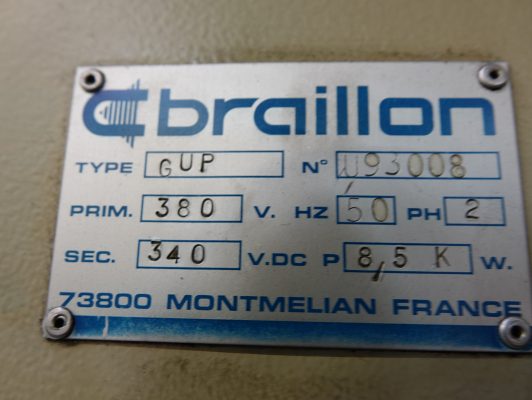 braillon
TYPE GUP N° U93008
PRIM. 380 V. HZ 50 PH 2
SEC. 340 V.DC P 8,5 K W.
73800 MONTMELIAN FRANCE